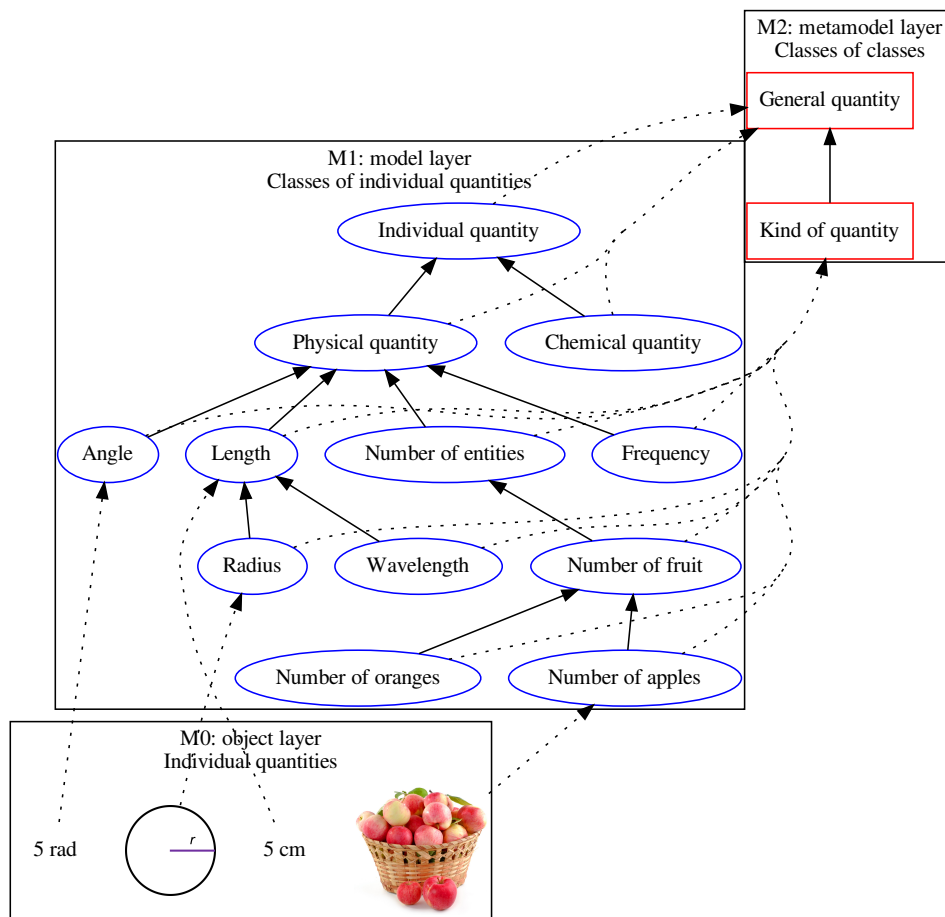 M2: metamodel layer
Classes of classes
General quantity
Kind of quantity
M1: model layer
Classes of individual quantities
Individual quantity
Physical quantity
Chemical quantity
Angle
Length
Number of entities
Frequency
Radius
Wavelength
Number of fruit
Number of oranges
Number of apples
M0: object layer
Individual quantities
5 rad
r
5 cm